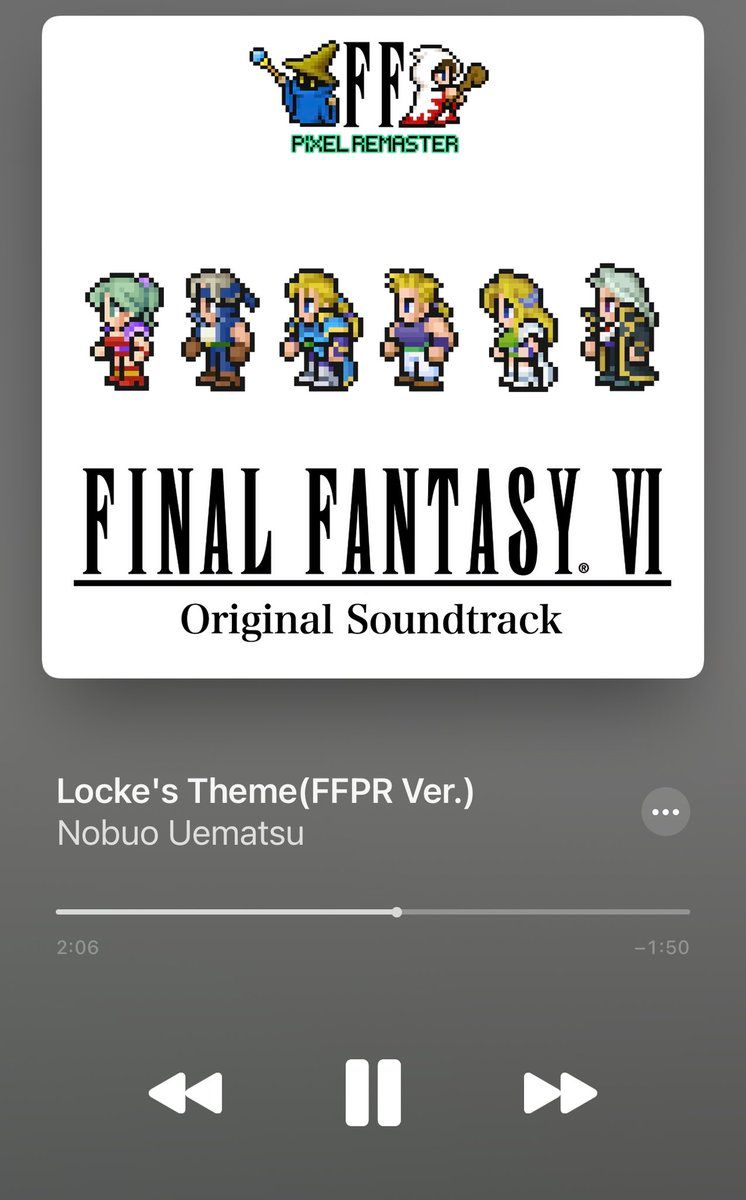 FF
PIXEL REMASTER
FINAL FANTASY® VI
Original Soundtrack
Locke's Theme(FFPR Ver.)
Nobuo Uematsu
2:06
−1:50